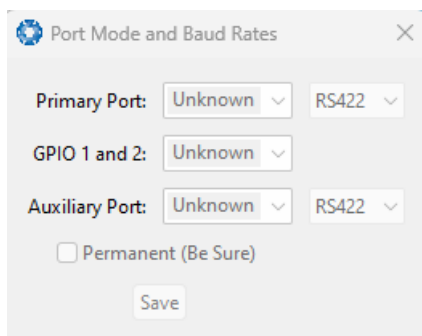 Port Mode and Baud Rates
Primary Port: Unknown RS422
GPIO 1 and 2: Unknown
Auxiliary Port: Unknown RS422
Permanent (Be Sure)
Save